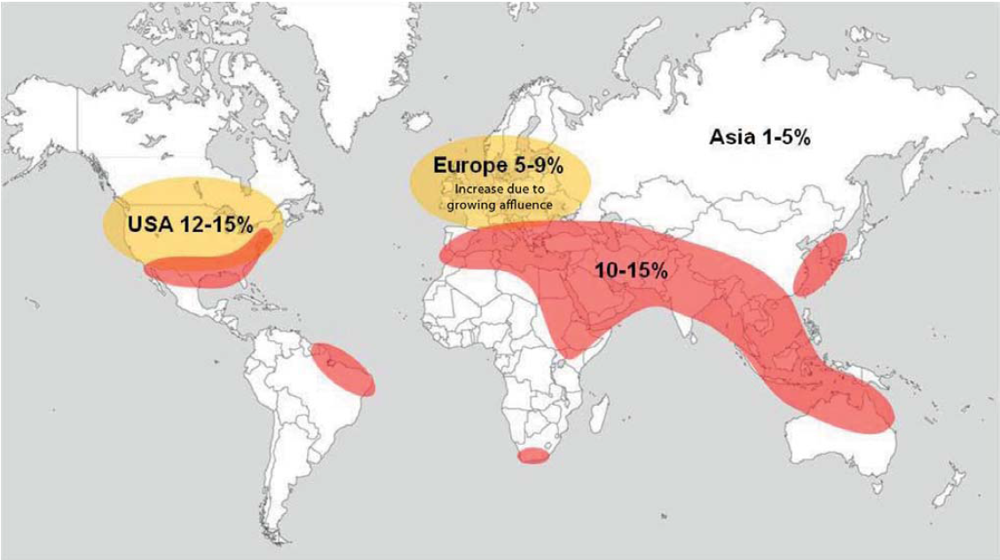 Asia 1-5%
Europe 5-9%
Increase due to
growing affluence
USA 12-15%
10-15%